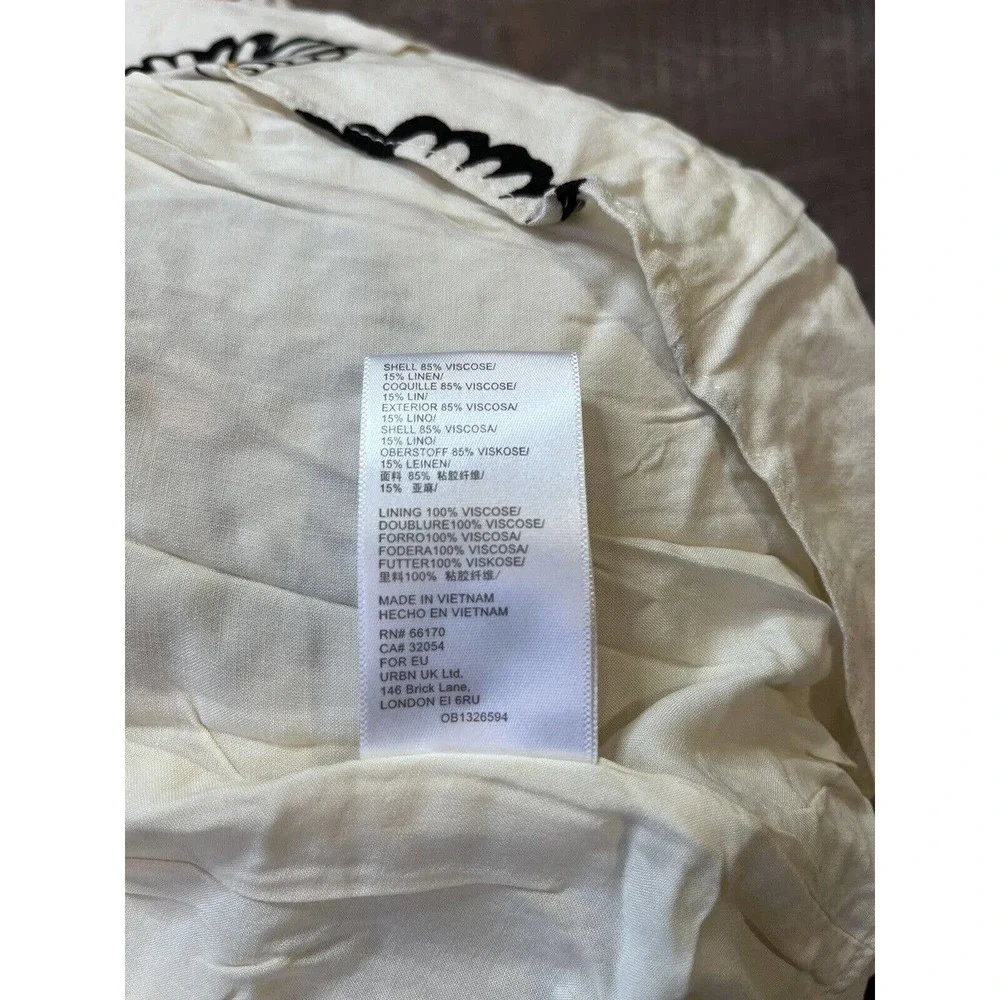 SHELL 85% VISCOSE/
15% LINEN/
COQUILLE 85% VISCOSE/
15% LIN/
EXTERIOR 85% VISCOSA/
15% LINO/
SHELL 85% VISCOSA/
15% LINO/
OBERSTOFF 85% VISKOSE/
15% LEINEN/
面料 85% 粘胶纤维/
15% 亚麻/
LINING 100% VISCOSE/
DOUBLURE100% VISCOSE/
FORRO100% VISCOSA/
FODERA100% VISCOSA/
FUTTER100% VISKOSE/
里料100% 粘胶纤维/
MADE IN VIETNAM
HECHO EN VIETNAM
RN# 66170
CA# 32054
FOR EU
URBN UK Ltd.
146 Brick Lane,
LONDON EI 6RU
OB1326594